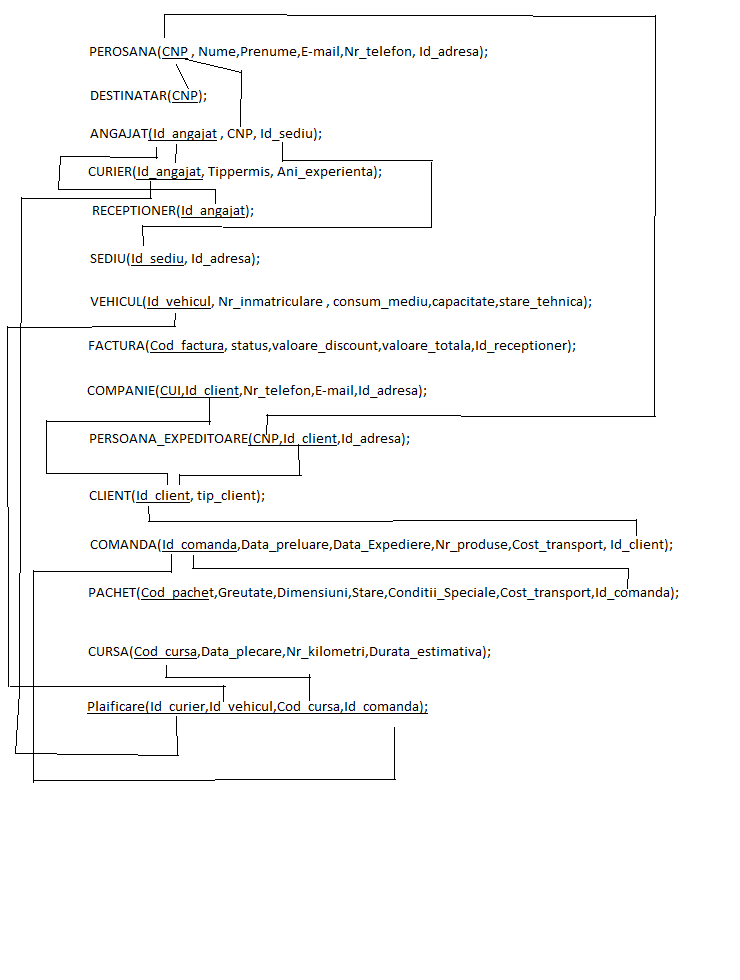 PEROSANA(CNP , Nume,Prenume,E-mail,Nr_telefon, Id_adresa);
DESTINATAR(CNP);
ANGAJAT(Id_angajat , CNP, Id_sediu);
CURIER(Id_angajat, Tippermis, Ani_experienta);
RECEPTIONER(Id_angajat);
SEDIU(Id_sediu, Id_adresa);
VEHICUL(Id_vehicul, Nr_inmatriculare , consum_mediu,capacitate,stare_tehnica);
FACTURA(Cod_factura, status,valoare_discount,valoare_totala,Id_receptioner);
COMPANIE(CUI,Id_client,Nr_telefon,E-mail,Id_adresa);
PERSOANA_EXPEDITOARE(CNP,Id_client,Id_adresa);
CLIENT(Id_client, tip_client);
COMANDA(Id_comanda,Data_preluare,Data_Expediere,Nr_produse,Cost_transport, Id_client);
PACHET(Cod_pachet,Greutate,Dimensiuni,Stare,Conditii_Speciale,Cost_transport,Id_comanda);
CURSA(Cod_cursa,Data_plecare,Nr_kilometri,Durata_estimativa);
Plaificare(Id_curier,Id_vehicul,Cod_cursa,Id_comanda);